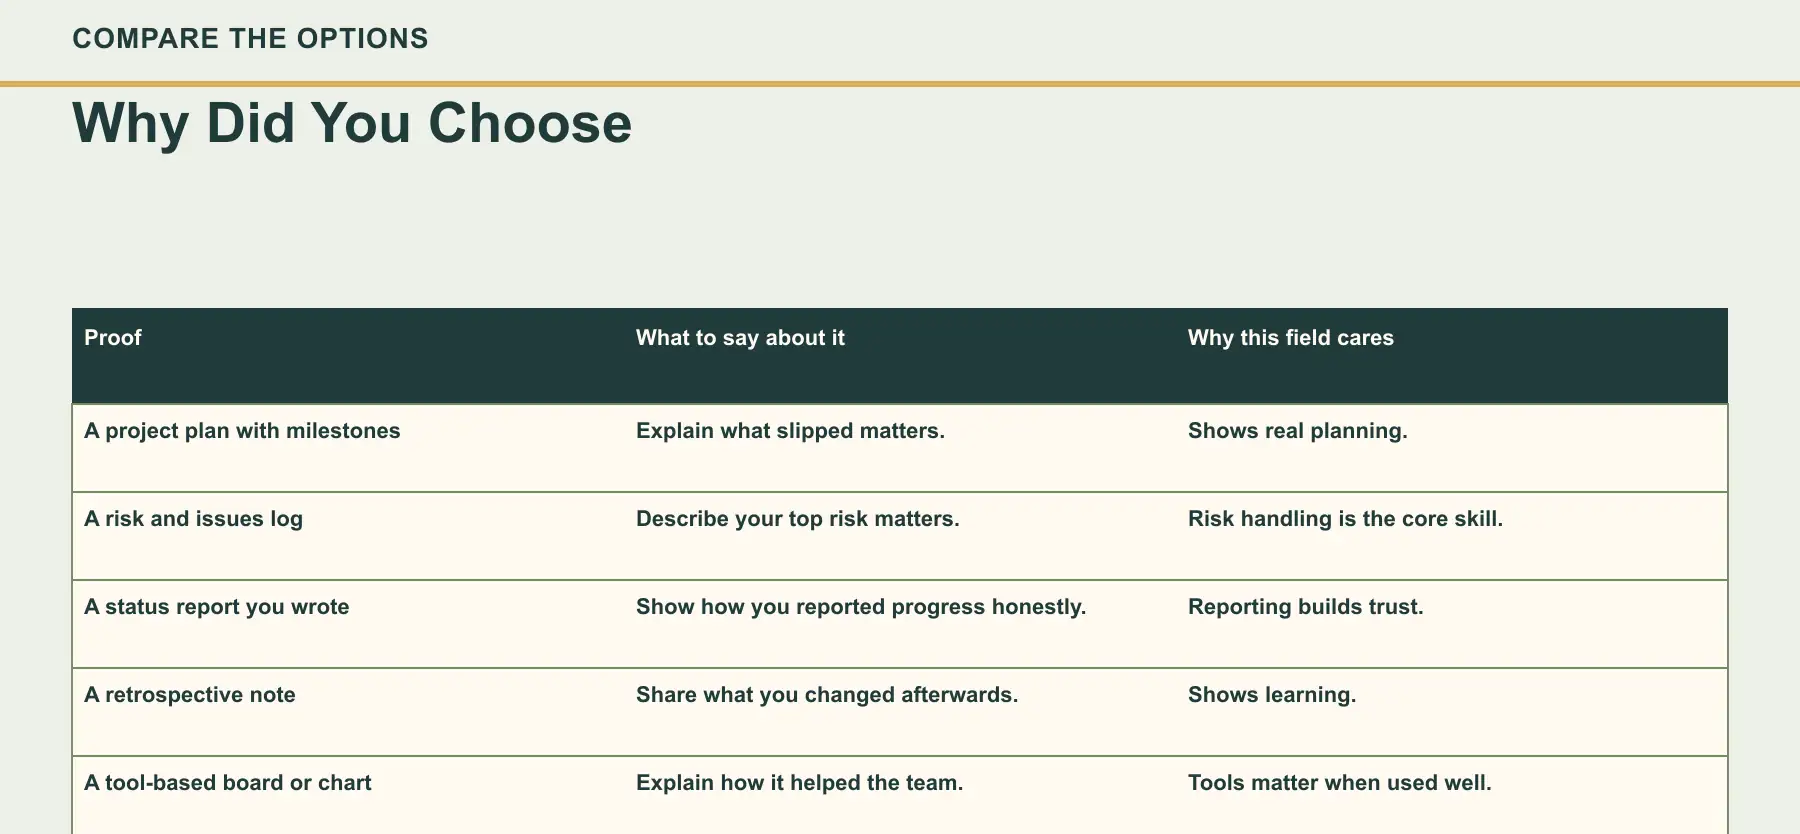 COMPARE THE OPTIONS
Why Did You Choose
Proof What to say about it Why this field cares
A project plan with milestones Explain what slipped matters. Shows real planning.
A risk and issues log Describe your top risk matters. Risk handling is the core skill.
A status report you wrote Show how you reported progress honestly. Reporting builds trust.
A retrospective note Share what you changed afterwards. Shows learning.
A tool-based board or chart Explain how it helped the team. Tools matter when used well.